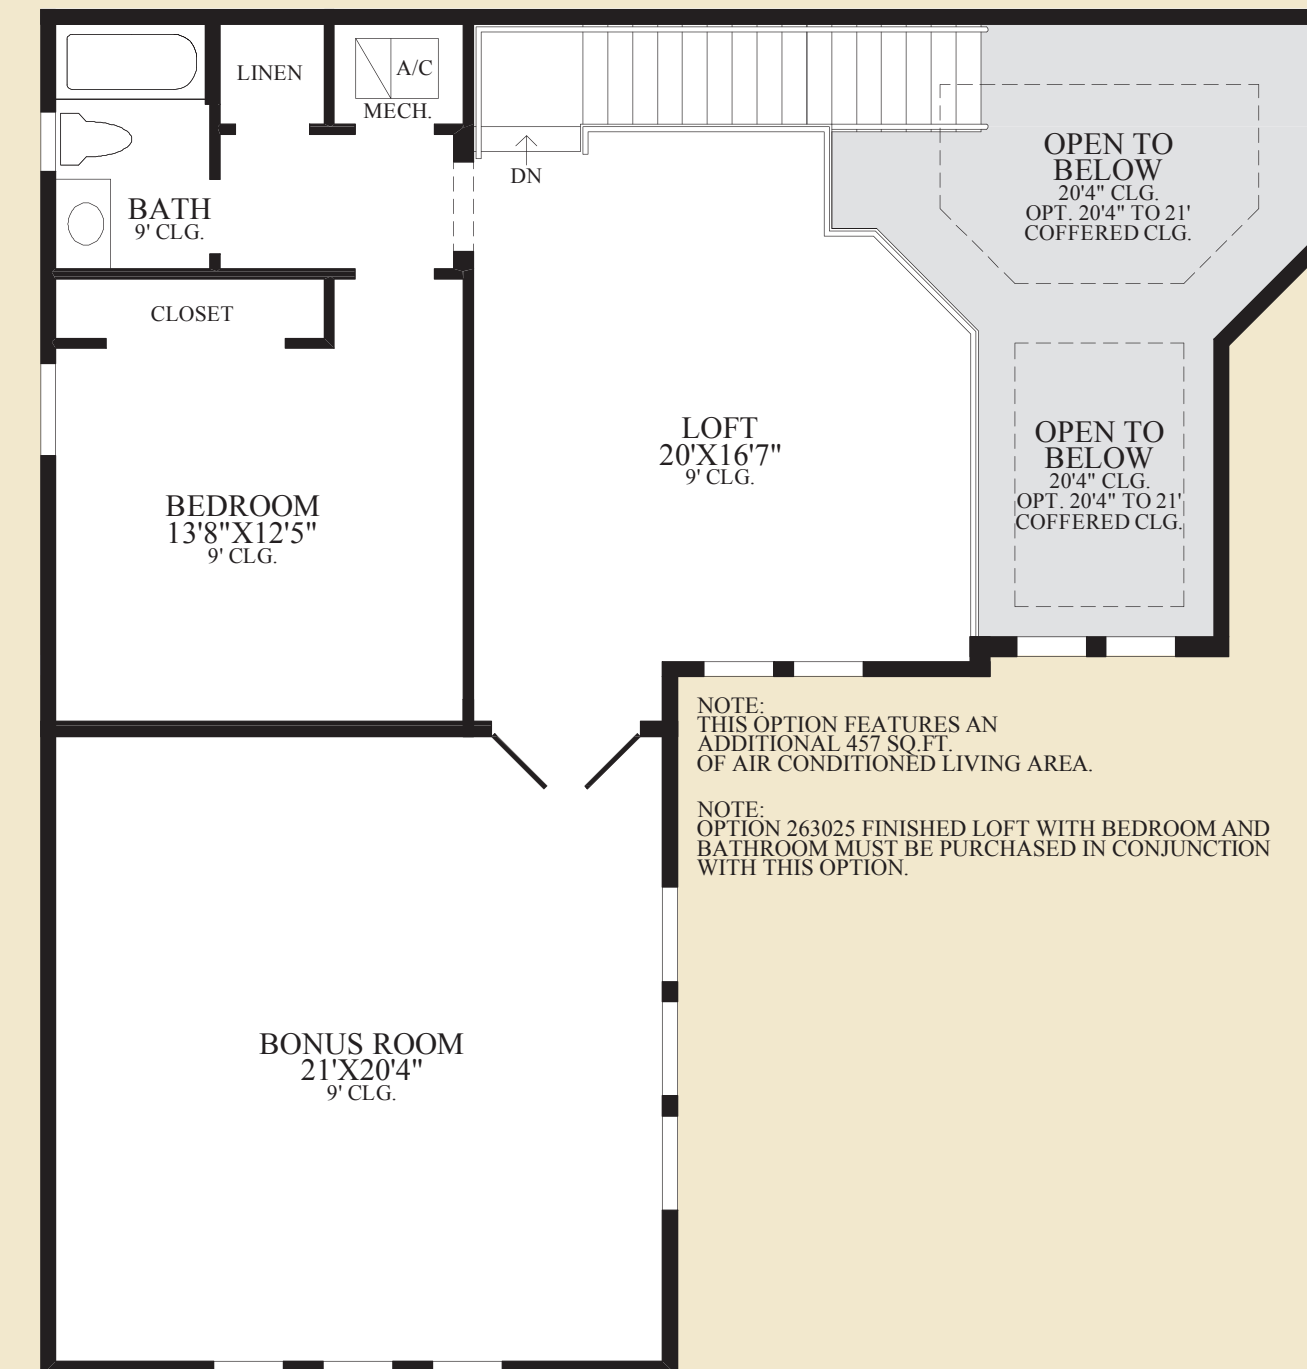 LINEN
A/C
MECH.
DN
BATH
9' CLG.
OPEN TO
BELOW
20'4" CLG.
OPT. 20'4" TO 21'
COFFERED CLG.
CLOSET
LOFT
20'X16'7"
9' CLG.
OPEN TO
BELOW
20'4" CLG.
OPT. 20'4" TO 21'
COFFERED CLG.
BEDROOM
13'8"X12'5"
9' CLG.
NOTE:
THIS OPTION FEATURES AN
ADDITIONAL 457 SQ.FT.
OF AIR CONDITIONED LIVING AREA.
NOTE:
OPTION 263025 FINISHED LOFT WITH BEDROOM AND
BATHROOM MUST BE PURCHASED IN CONJUNCTION
WITH THIS OPTION.
BONUS ROOM
21'X20'4"
9' CLG.